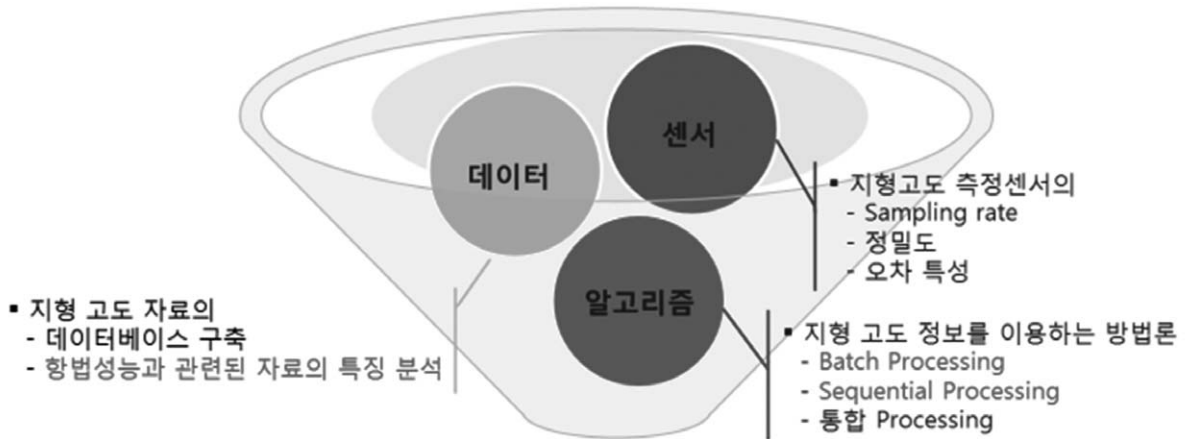 데이터
센서
알고리즘
▪ 지형고도 측정센서의
- Sampling rate
- 정밀도
- 오차 특성
▪ 지형 고도 자료의
- 데이터베이스 구축
- 항법성능과 관련된 자료의 특징 분석
▪ 지형 고도 정보를 이용하는 방법론
- Batch Processing
- Sequential Processing
- 통합 Processing